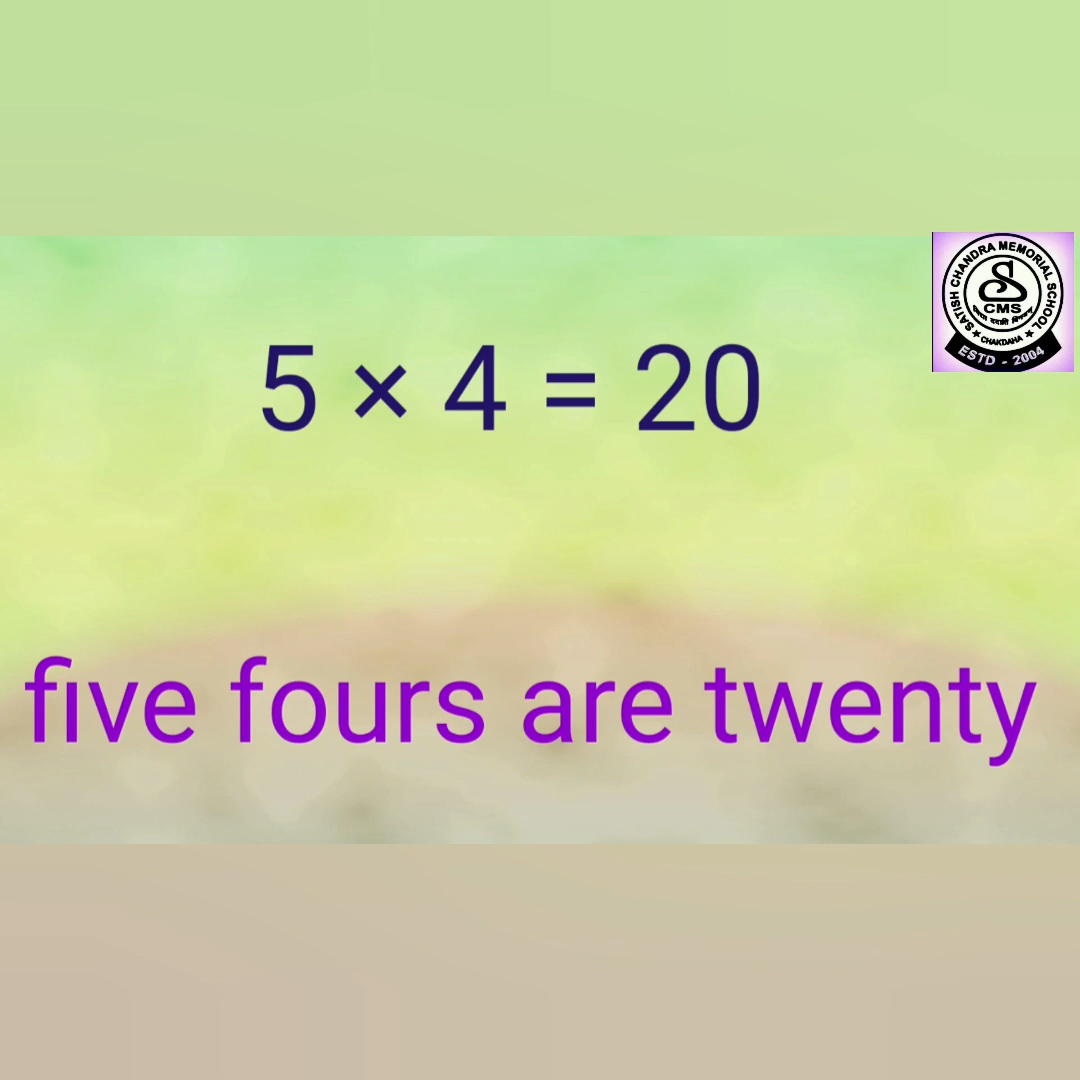 5 × 4 = 20
SATISH CHANDRA MEMORIAL SCHOOL
S
CMS
CHAKDAHA
ESTD - 2004
five fours are twenty